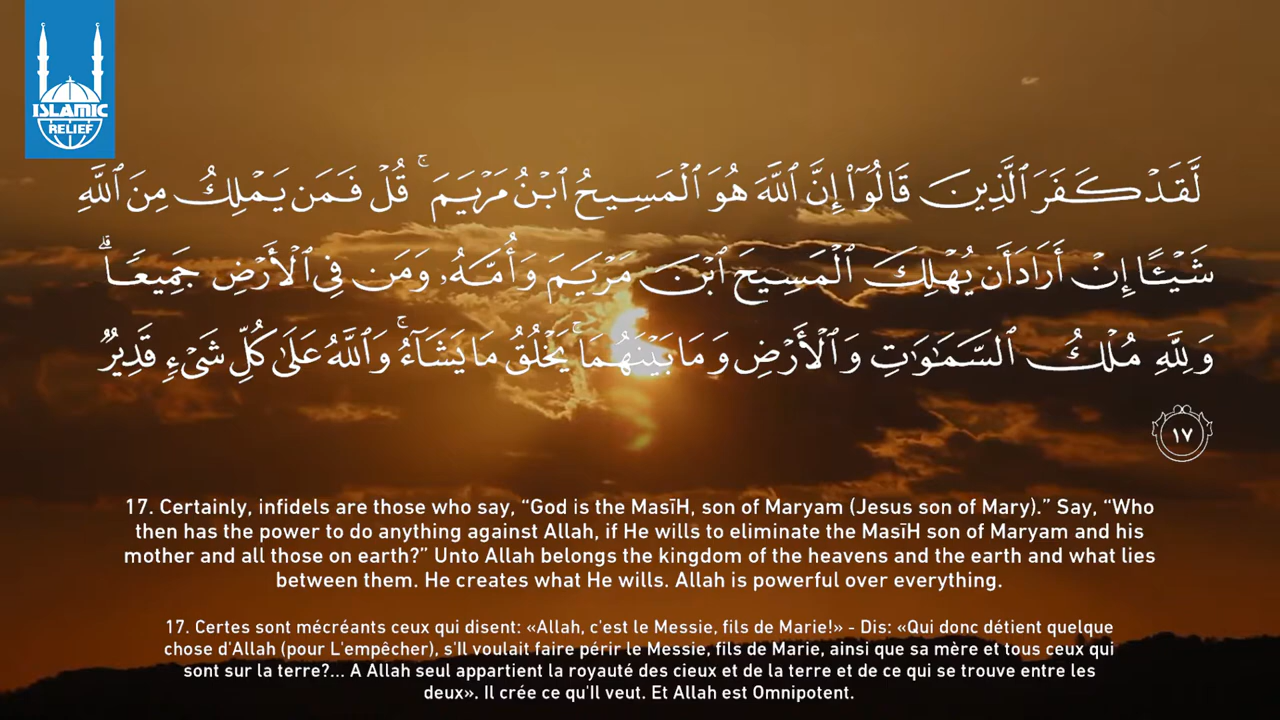 ISLAMIC
RELIEF
لَّقَدۡ كَفَرَ ٱلَّذِينَ قَالُوٓاْ إِنَّ ٱللَّهَ هُوَ ٱلۡمَسِيحُ ٱبۡنُ مَرۡيَمَۚ قُلۡ فَمَن يَمۡلِكُ مِنَ ٱللَّهِ
شَيۡـًٔا إِنۡ أَرَادَ أَن يُهۡلِكَ ٱلۡمَسِيحَ ٱبۡنَ مَرۡيَمَ وَأُمَّهُۥ وَمَن فِي ٱلۡأَرۡضِ جَمِيعٗاۗ
وَلِلَّهِ مُلۡكُ ٱلسَّمَٰوَٰتِ وَٱلۡأَرۡضِ وَمَا بَيۡنَهُمَاۚ يَخۡلُقُ مَا يَشَآءُۚ وَٱللَّهُ عَلَىٰ كُلِّ شَيۡءٖ قَدِيرٞ
١٧
17. Certainly, infidels are those who say, “God is the MasīH, son of Maryam (Jesus son of Mary).” Say, “Who
then has the power to do anything against Allah, if He wills to eliminate the MasīH son of Maryam and his
mother and all those on earth?” Unto Allah belongs the kingdom of the heavens and the earth and what lies
between them. He creates what He wills. Allah is powerful over everything.
17. Certes sont mécréants ceux qui disent: «Allah, c'est le Messie, fils de Marie!» - Dis: «Qui donc détient quelque
chose d'Allah (pour L'empêcher), s'Il voulait faire périr le Messie, fils de Marie, ainsi que sa mère et tous ceux qui
sont sur la terre?... A Allah seul appartient la royauté des cieux et de la terre et de ce qui se trouve entre les
deux». Il crée ce qu'Il veut. Et Allah est Omnipotent.